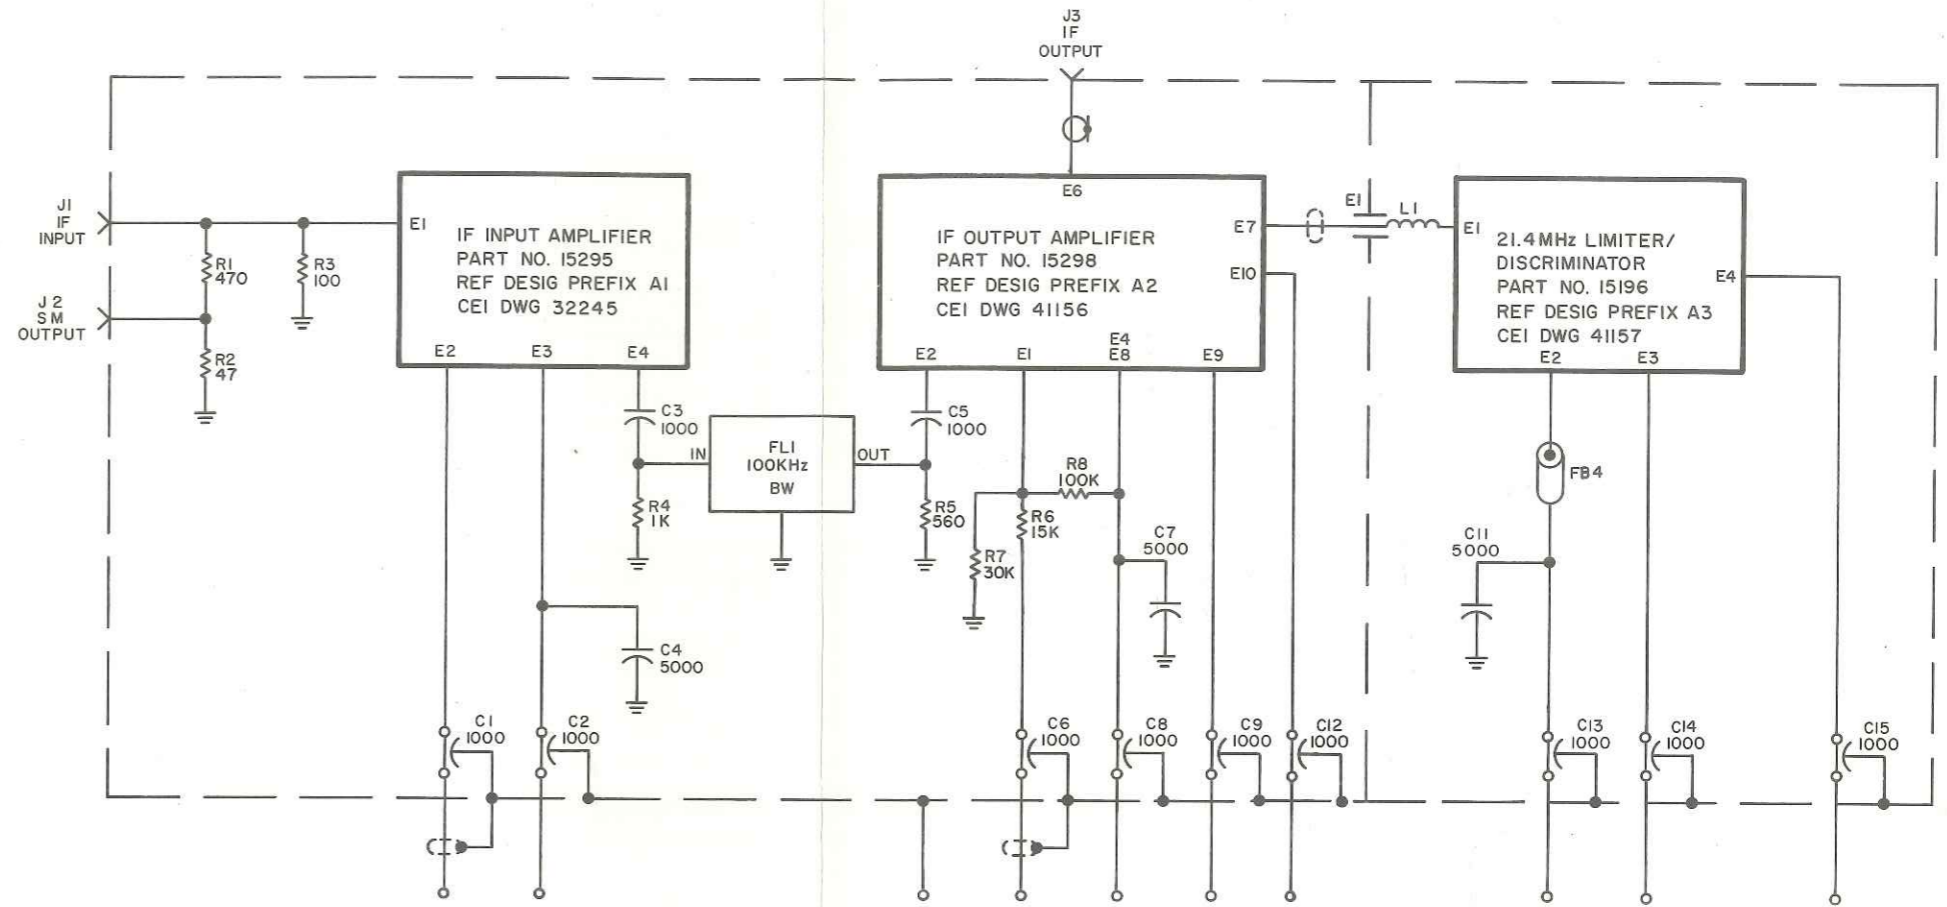 J3
IF
OUTPUT
J1
IF
INPUT
J2
SM
OUTPUT
R1
470
R2
47
R3
100
E1
IF INPUT AMPLIFIER
PART NO. 15295
REF DESIG PREFIX A1
CEI DWG 32245
E2
E3
E4
C3
1000
R4
1K
IN
FL1
100KHz
BW
OUT
C4
5000
C1
1000
C2
1000
E6
IF OUTPUT AMPLIFIER
PART NO. 15298
REF DESIG PREFIX A2
CEI DWG 41156
E7
E10
E2
E1
E4
E8
E9
C5
1000
R5
560
R8
100K
R6
15K
R7
30K
C7
5000
C6
1000
C8
1000
C9
1000
C12
1000
E1
L1
E1
21.4MHz LIMITER/
DISCRIMINATOR
PART NO. 15196
REF DESIG PREFIX A3
CEI DWG 41157
E4
E2
E3
FB4
C11
5000
C13
1000
C14
1000
C15
1000